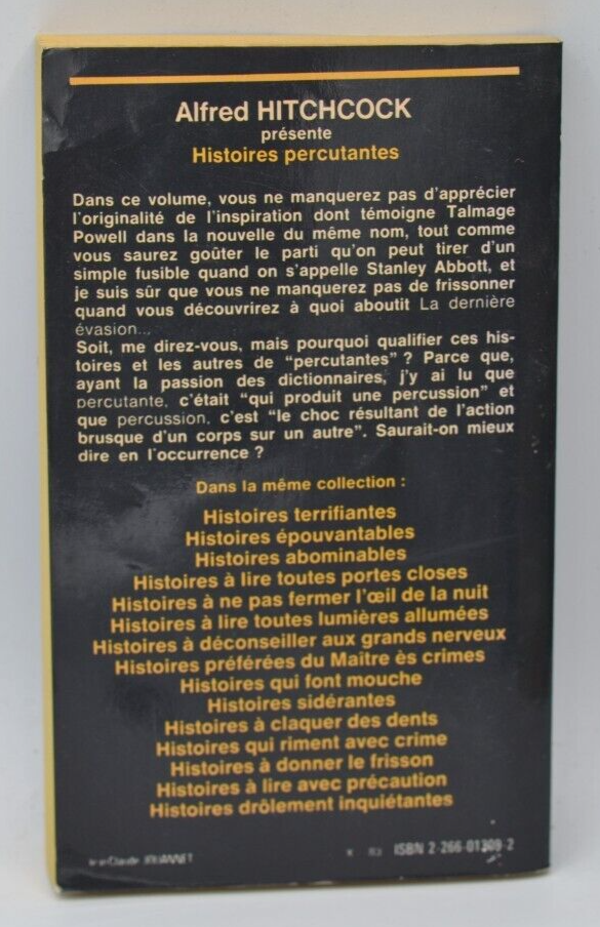 Alfred HITCHCOCK
présente
Histoires percutantes
Dans ce volume, vous ne manquerez pas d'apprécier
l'originalité de l'inspiration dont témoigne Talmage
Powell dans la nouvelle du même nom, tout comme
vous saurez goûter le parti qu'on peut tirer d'un
simple fusible quand on s'appelle Stanley Abbott, et
je suis sûr que vous ne manquerez pas de frissonner
quand vous découvrirez à quoi aboutit La dernière
évasion...
Soit, me direz-vous, mais pourquoi qualifier ces his-
toires et les autres de "percutantes" ? Parce que,
ayant la passion des dictionnaires, j'y ai lu que
percutante, c'était "qui produit une percussion" et
que percussion, c'est "le choc résultant de l'action
brusque d'un corps sur un autre". Saurait-on mieux
dire en l'occurrence ?
Dans la même collection :
Histoires terrifiantes
Histoires épouvantables
Histoires abominables
Histoires à lire toutes portes closes
Histoires à ne pas fermer l'œil de la nuit
Histoires à lire toutes lumières allumées
Histoires à déconseiller aux grands nerveux
Histoires préférées du Maître ès crimes
Histoires qui font mouche
Histoires sidérantes
Histoires à claquer des dents
Histoires qui riment avec crime
Histoires à donner le frisson
Histoires à lire avec précaution
Histoires drôlement inquiétantes
ISBN 2-266-01309-2